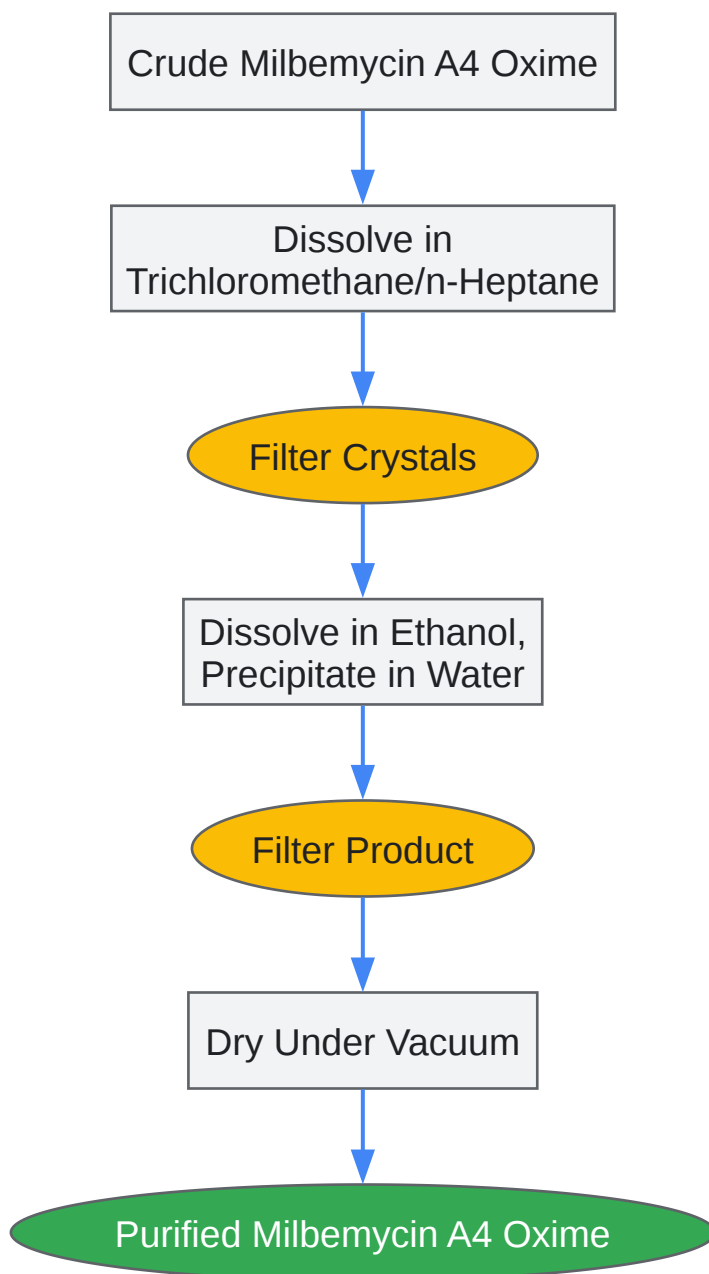 Crude Milbemycin A4 Oxime
Dissolve in
Trichloromethane/n-Heptane
Filter Crystals
Dissolve in Ethanol,
Precipitate in Water
Filter Product
Dry Under Vacuum
Purified Milbemycin A4 Oxime